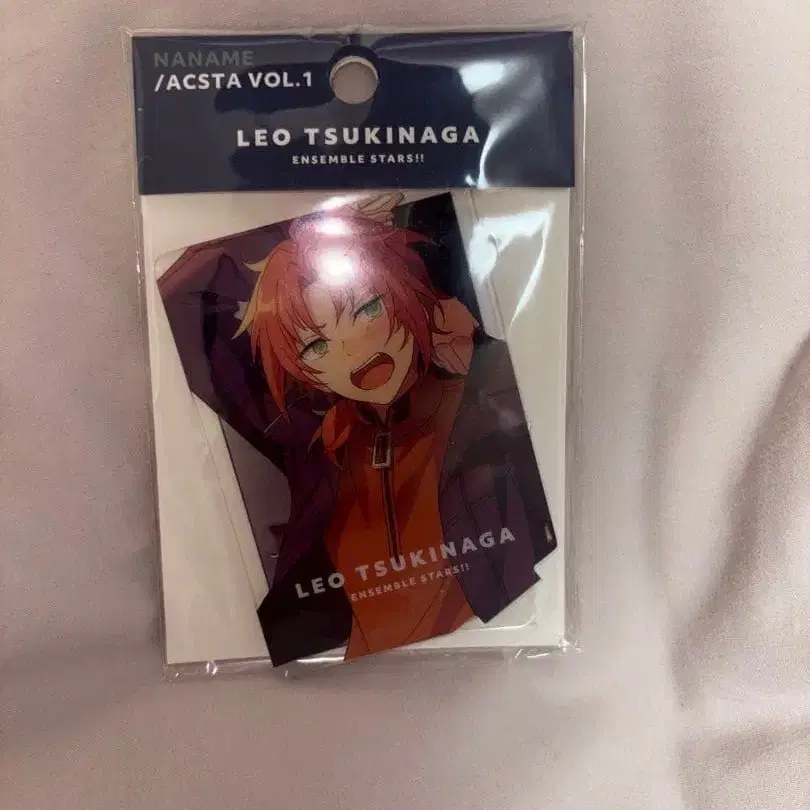 NANAME
/ACSTA VOL.1
LEO TSUKINAGA
ENSEMBLE STARS!!
LEO TSUKINAGA
ENSEMBLE STARS!!